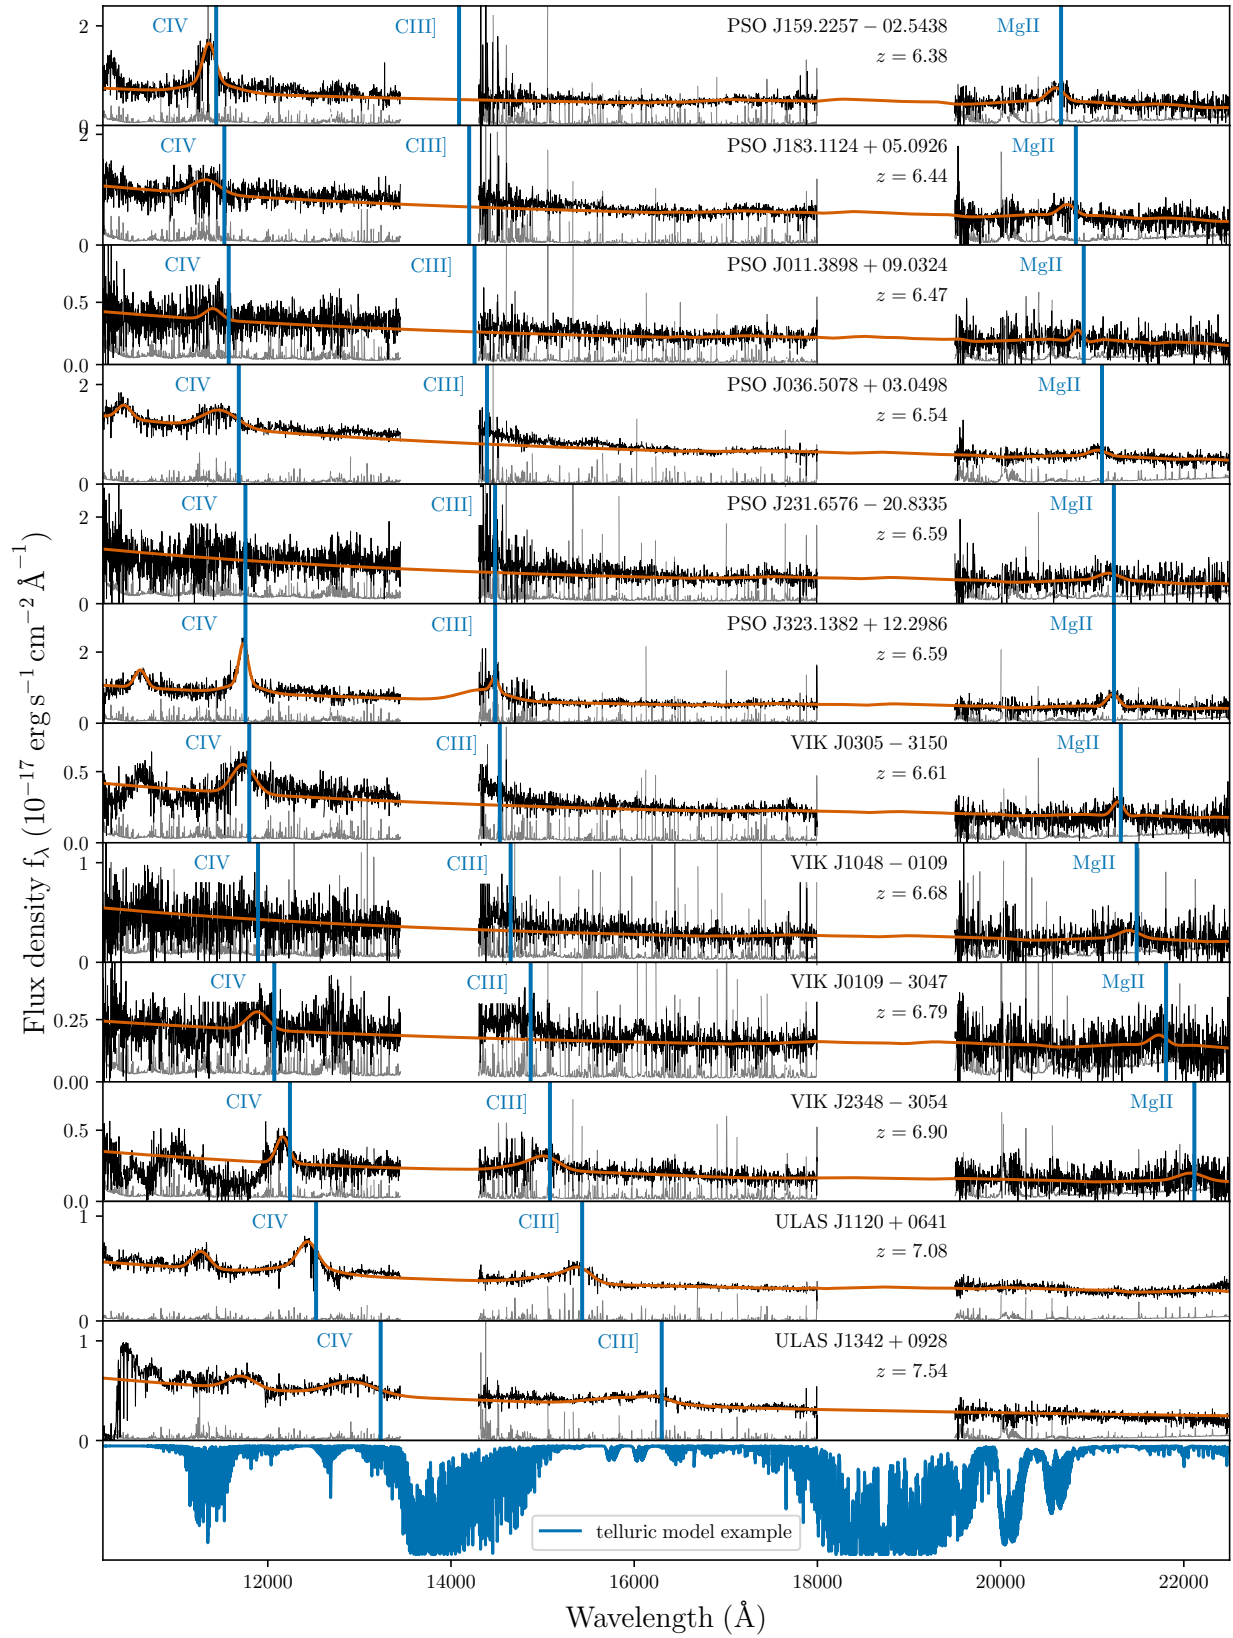 CIV CIII] PSO J159.2257 − 02.5438 MgII
z = 6.38
2
0
CIV CIII] PSO J183.1124 + 05.0926 MgII
z = 6.44
2
0
CIV CIII] PSO J011.3898 + 09.0324 MgII
z = 6.47
0.5
0.0
CIV CIII] PSO J036.5078 + 03.0498 MgII
z = 6.54
2
0
CIV CIII] PSO J231.6576 − 20.8335 MgII
z = 6.59
2
0
CIV CIII] PSO J323.1382 + 12.2986 MgII
z = 6.59
2
0
CIV CIII] VIK J0305 − 3150 MgII
z = 6.61
0.5
0.0
CIV CIII] VIK J1048 − 0109 MgII
z = 6.68
1
0
CIV CIII] VIK J0109 − 3047 MgII
z = 6.79
0.25
0.00
CIV CIII] VIK J2348 − 3054 MgII
z = 6.90
0.5
0.0
CIV CIII] ULAS J1120 + 0641
z = 7.08
1
0
CIV CIII] ULAS J1342 + 0928
z = 7.54
1
0
Flux density f_λ (10⁻¹⁷ erg s⁻¹ cm⁻² Å⁻¹)
telluric model example
12000 14000 16000 18000 20000 22000
Wavelength (Å)